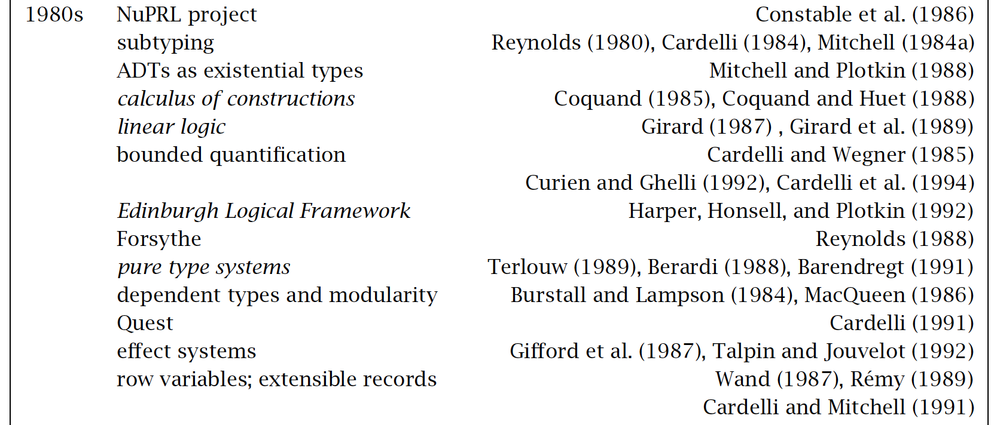 1980s NuPRL project Constable et al. (1986)
subtyping Reynolds (1980), Cardelli (1984), Mitchell (1984a)
ADTs as existential types Mitchell and Plotkin (1988)
calculus of constructions Coquand (1985), Coquand and Huet (1988)
linear logic Girard (1987) , Girard et al. (1989)
bounded quantification Cardelli and Wegner (1985)
Curien and Ghelli (1992), Cardelli et al. (1994)
Edinburgh Logical Framework Harper, Honsell, and Plotkin (1992)
Forsythe Reynolds (1988)
pure type systems Terlouw (1989), Berardi (1988), Barendregt (1991)
dependent types and modularity Burstall and Lampson (1984), MacQueen (1986)
Quest Cardelli (1991)
effect systems Gifford et al. (1987), Talpin and Jouvelot (1992)
row variables; extensible records Wand (1987), Rémy (1989)
Cardelli and Mitchell (1991)